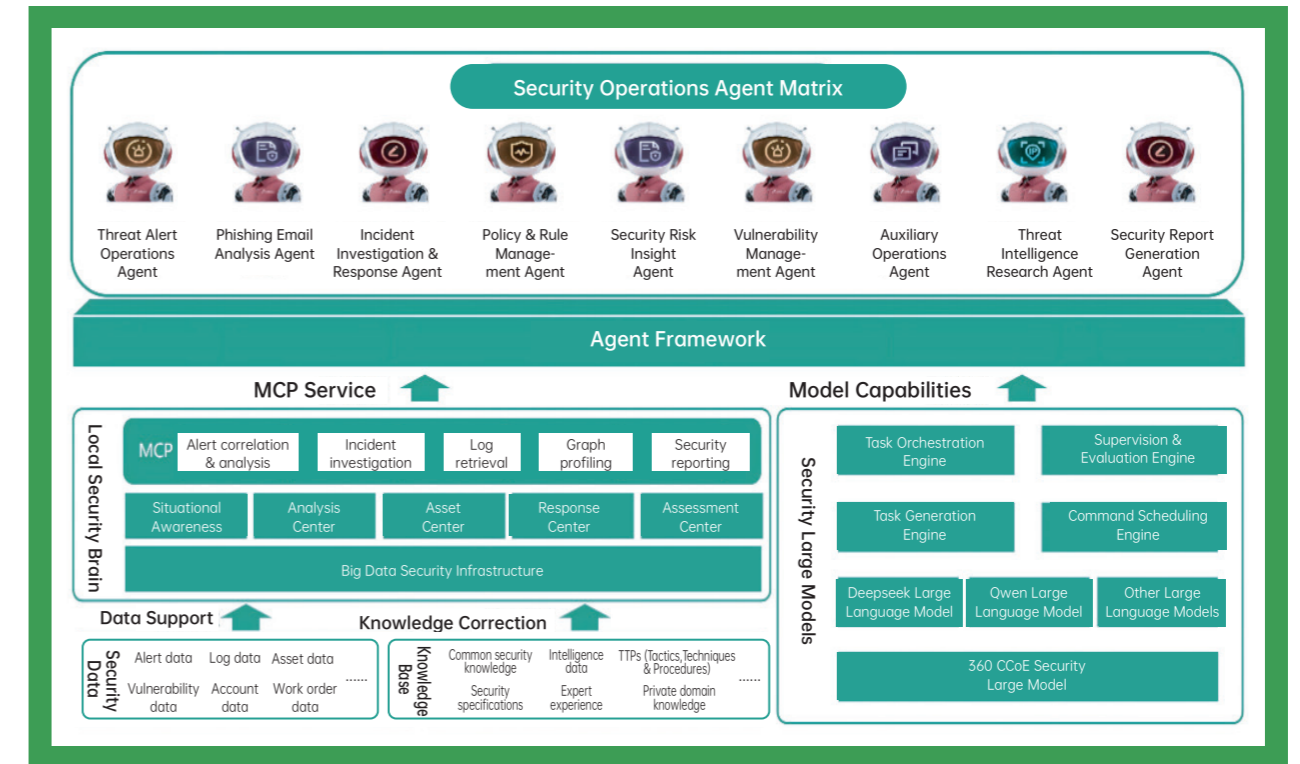 Security Operations Agent Matrix
Threat Alert
Operations
Agent
Phishing Email
Analysis Agent
Incident
Investigation &
Response Agent
Policy & Rule
Manage-
ment Agent
Security Risk
Insight
Agent
Vulnerability
Manage-
ment Agent
Auxiliary
Operations
Agent
Threat
Intelligence
Research Agent
Security Report
Generation
Agent
Agent Framework
MCP Service
Model Capabilities
Local Security Brain
MCP
Alert correlation
& analysis
Incident
investigation
Log
retrieval
Graph
profiling
Security
reporting
Situational
Awareness
Analysis
Center
Asset
Center
Response
Center
Assessment
Center
Big Data Security Infrastructure
Data Support
Knowledge Correction
Security
Data
Alert data
Log data
Asset data
Vulnerability
data
Account
data
Work order
data
......
Knowledge
Base
Common security
knowledge
Intelligence
data
TTPs (Tactics,Techniques
& Procedures)
Security
specifications
Expert
experience
Private domain
knowledge
......
Security Large Models
Task Orchestration
Engine
Supervision &
Evaluation Engine
Task Generation
Engine
Command Scheduling
Engine
Deepseek Large
Language Model
Qwen Large
Language Model
Other Large
Language Models
360 CCoE Security
Large Model